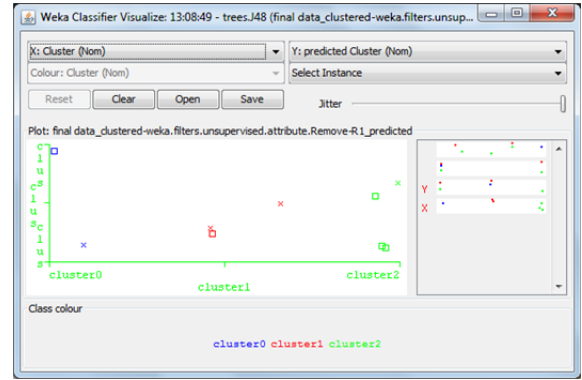 Weka Classifier Visualize: 13:08:49 - trees.J48 (final data_clustered-weka.filters.unsup...
X: Cluster (Nom) Y: predicted Cluster (Nom)
Colour: Cluster (Nom) Select Instance
Reset Clear Open Save Jitter
Plot: final data_clustered-weka.filters.unsupervised.attribute.Remove-R1_predicted
Y
X
cluster0 cluster1 cluster2
Class colour
cluster0 cluster1 cluster2